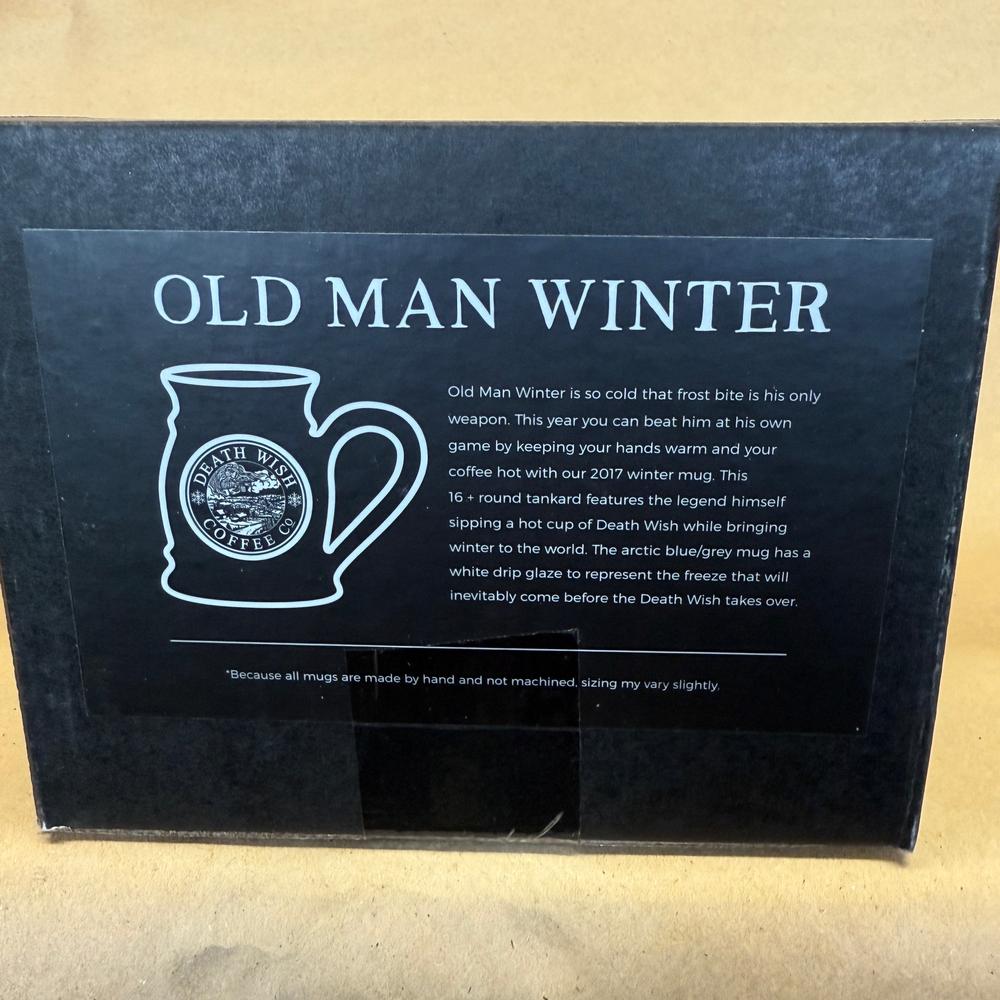 OLD MAN WINTER
DEATH WISH
COFFEE CO
Old Man Winter is so cold that frost bite is his only
weapon. This year you can beat him at his own
game by keeping your hands warm and your
coffee hot with our 2017 winter mug. This
16 + round tankard features the legend himself
sipping a hot cup of Death Wish while bringing
winter to the world. The arctic blue/grey mug has a
white drip glaze to represent the freeze that will
inevitably come before the Death Wish takes over.
*Because all mugs are made by hand and not machined, sizing my vary slightly.